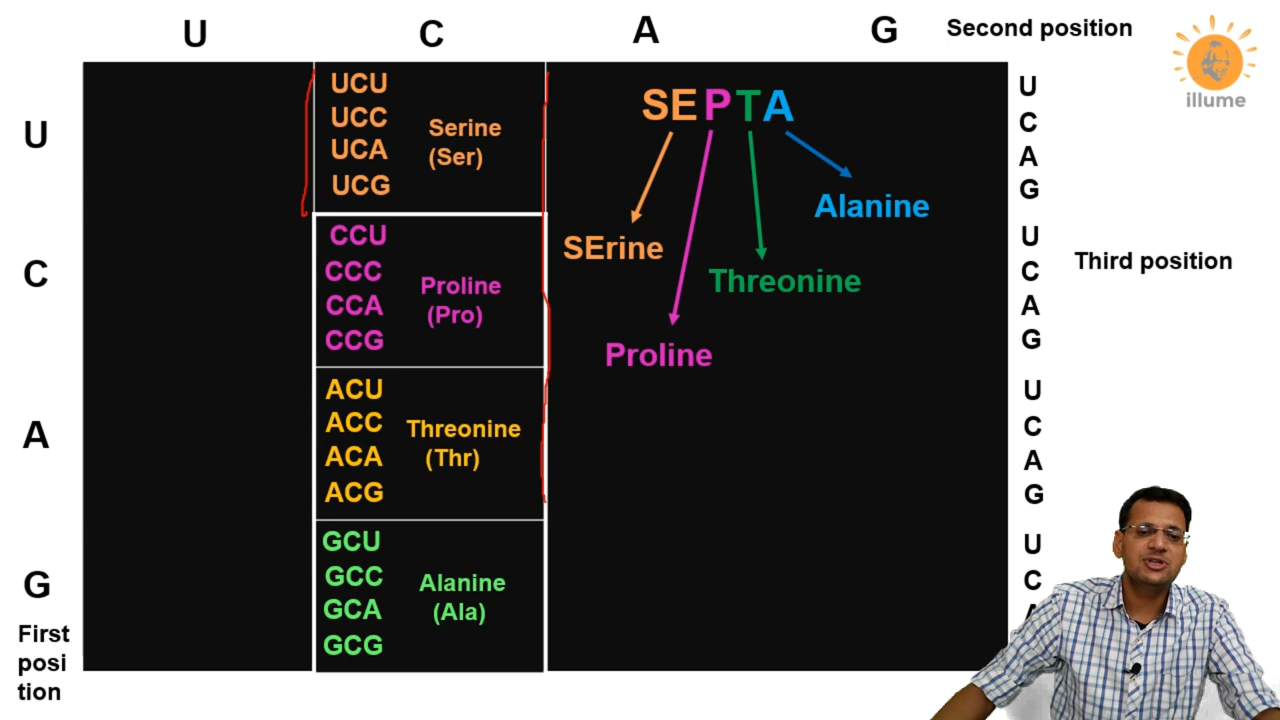 U C A G Second position
illume
U
UCU
UCC
UCA
UCG
Serine
(Ser)
SEPTA
Alanine
SErine
Threonine
Proline
U
C
A
G
C
CCU
CCC
CCA
CCG
Proline
(Pro)
U
C
A
G
Third position
A
ACU
ACC
ACA
ACG
Threonine
(Thr)
U
C
A
G
G
GCU
GCC
GCA
GCG
Alanine
(Ala)
U
C
First
posi
tion